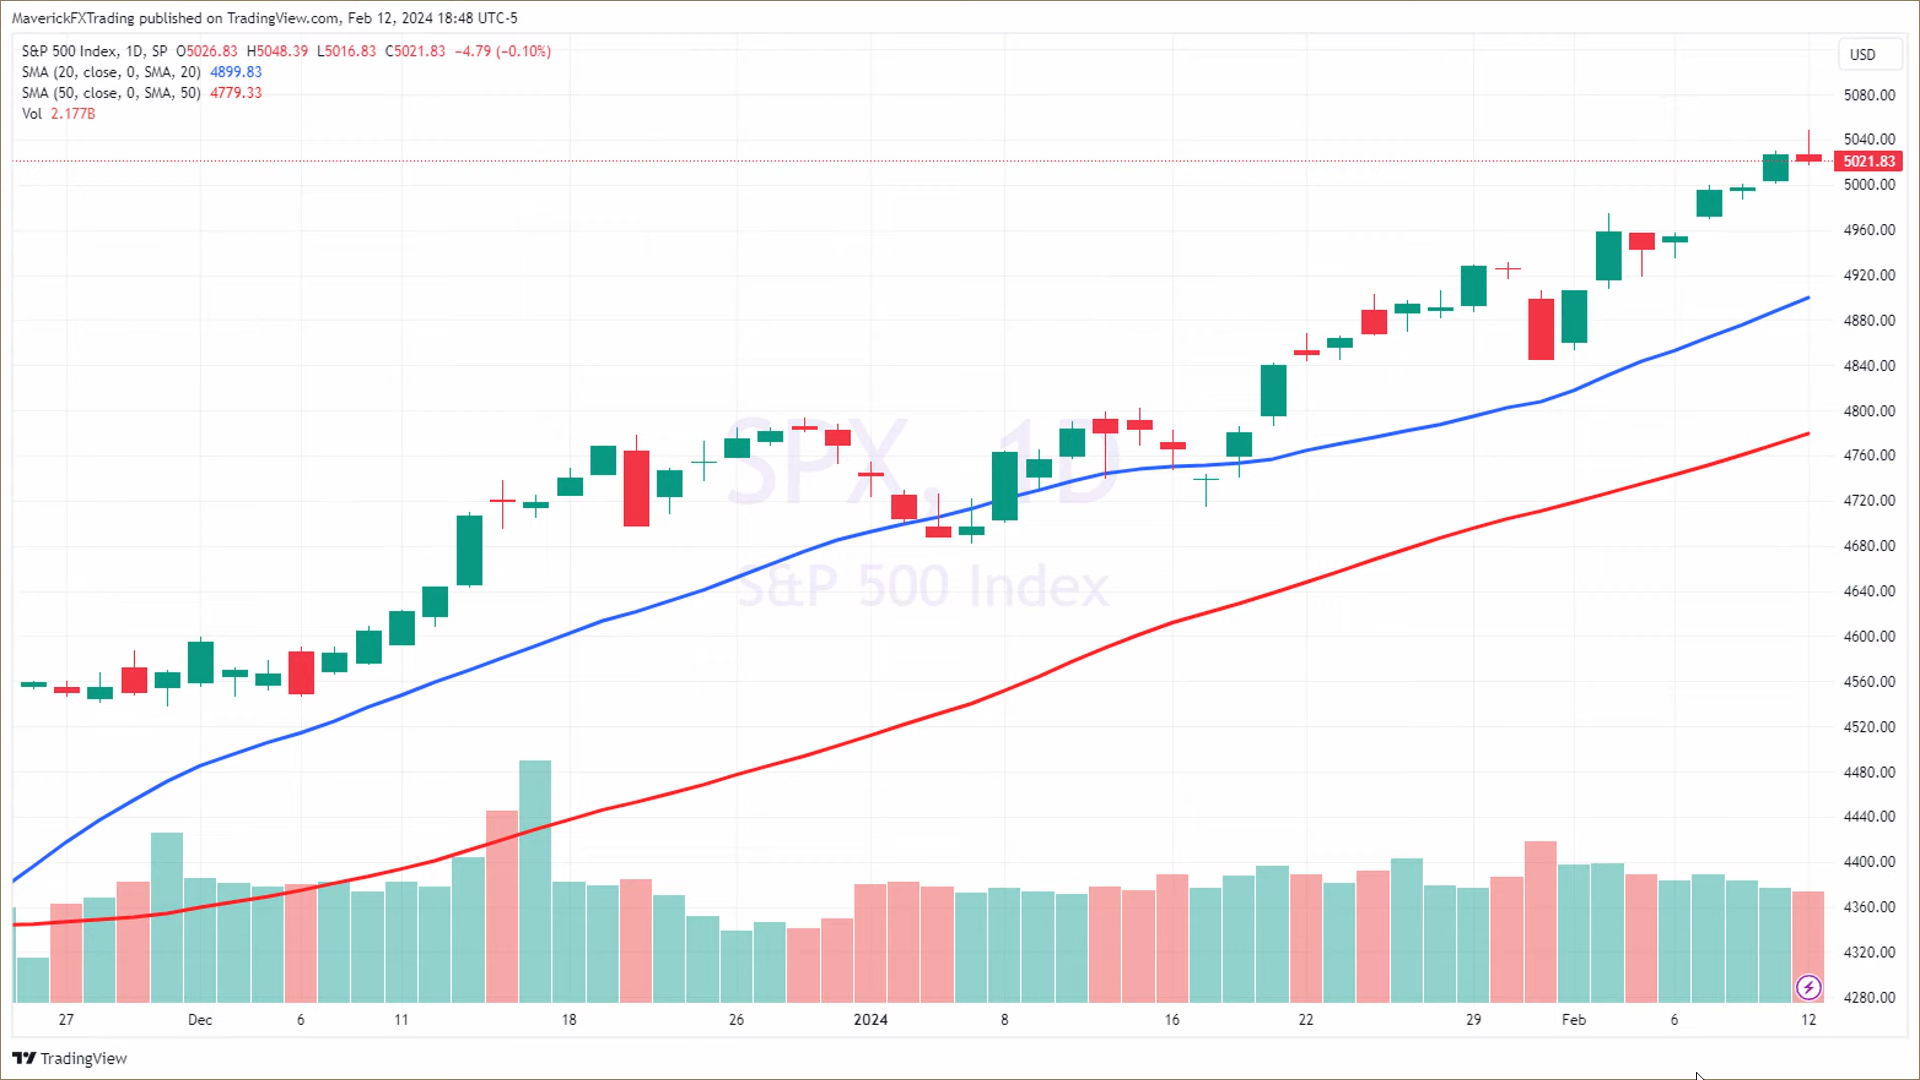 MaverickFXTrading published on TradingView.com, Feb 12, 2024 18:48 UTC-5
S&P 500 Index, 1D, SP O5026.83 H5048.39 L5016.83 C5021.83 −4.79 (−0.10%)
SMA (20, close, 0, SMA, 20) 4899.83
SMA (50, close, 0, SMA, 50) 4779.33
Vol 2.177B
USD
5080.00
5040.00
5021.83
5000.00
4960.00
4920.00
4880.00
4840.00
4800.00
4760.00
4720.00
4680.00
4640.00
4600.00
4560.00
4520.00
4480.00
4440.00
4400.00
4360.00
4320.00
4280.00
SPX, 1D
S&P 500 Index
27 Dec 6 11 18 26 2024 8 16 22 29 Feb 6 12
TradingView